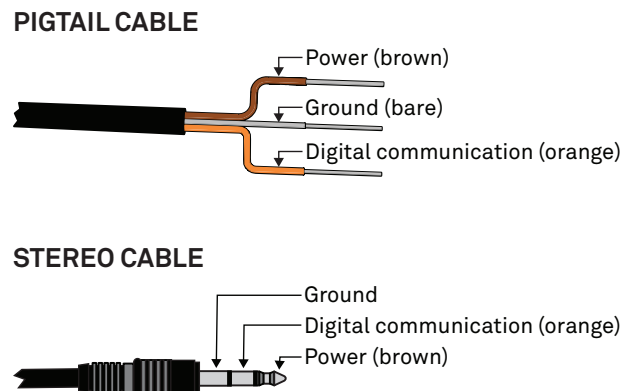 PIGTAIL CABLE
Power (brown)
Ground (bare)
Digital communication (orange)
STEREO CABLE
Ground
Digital communication (orange)
Power (brown)